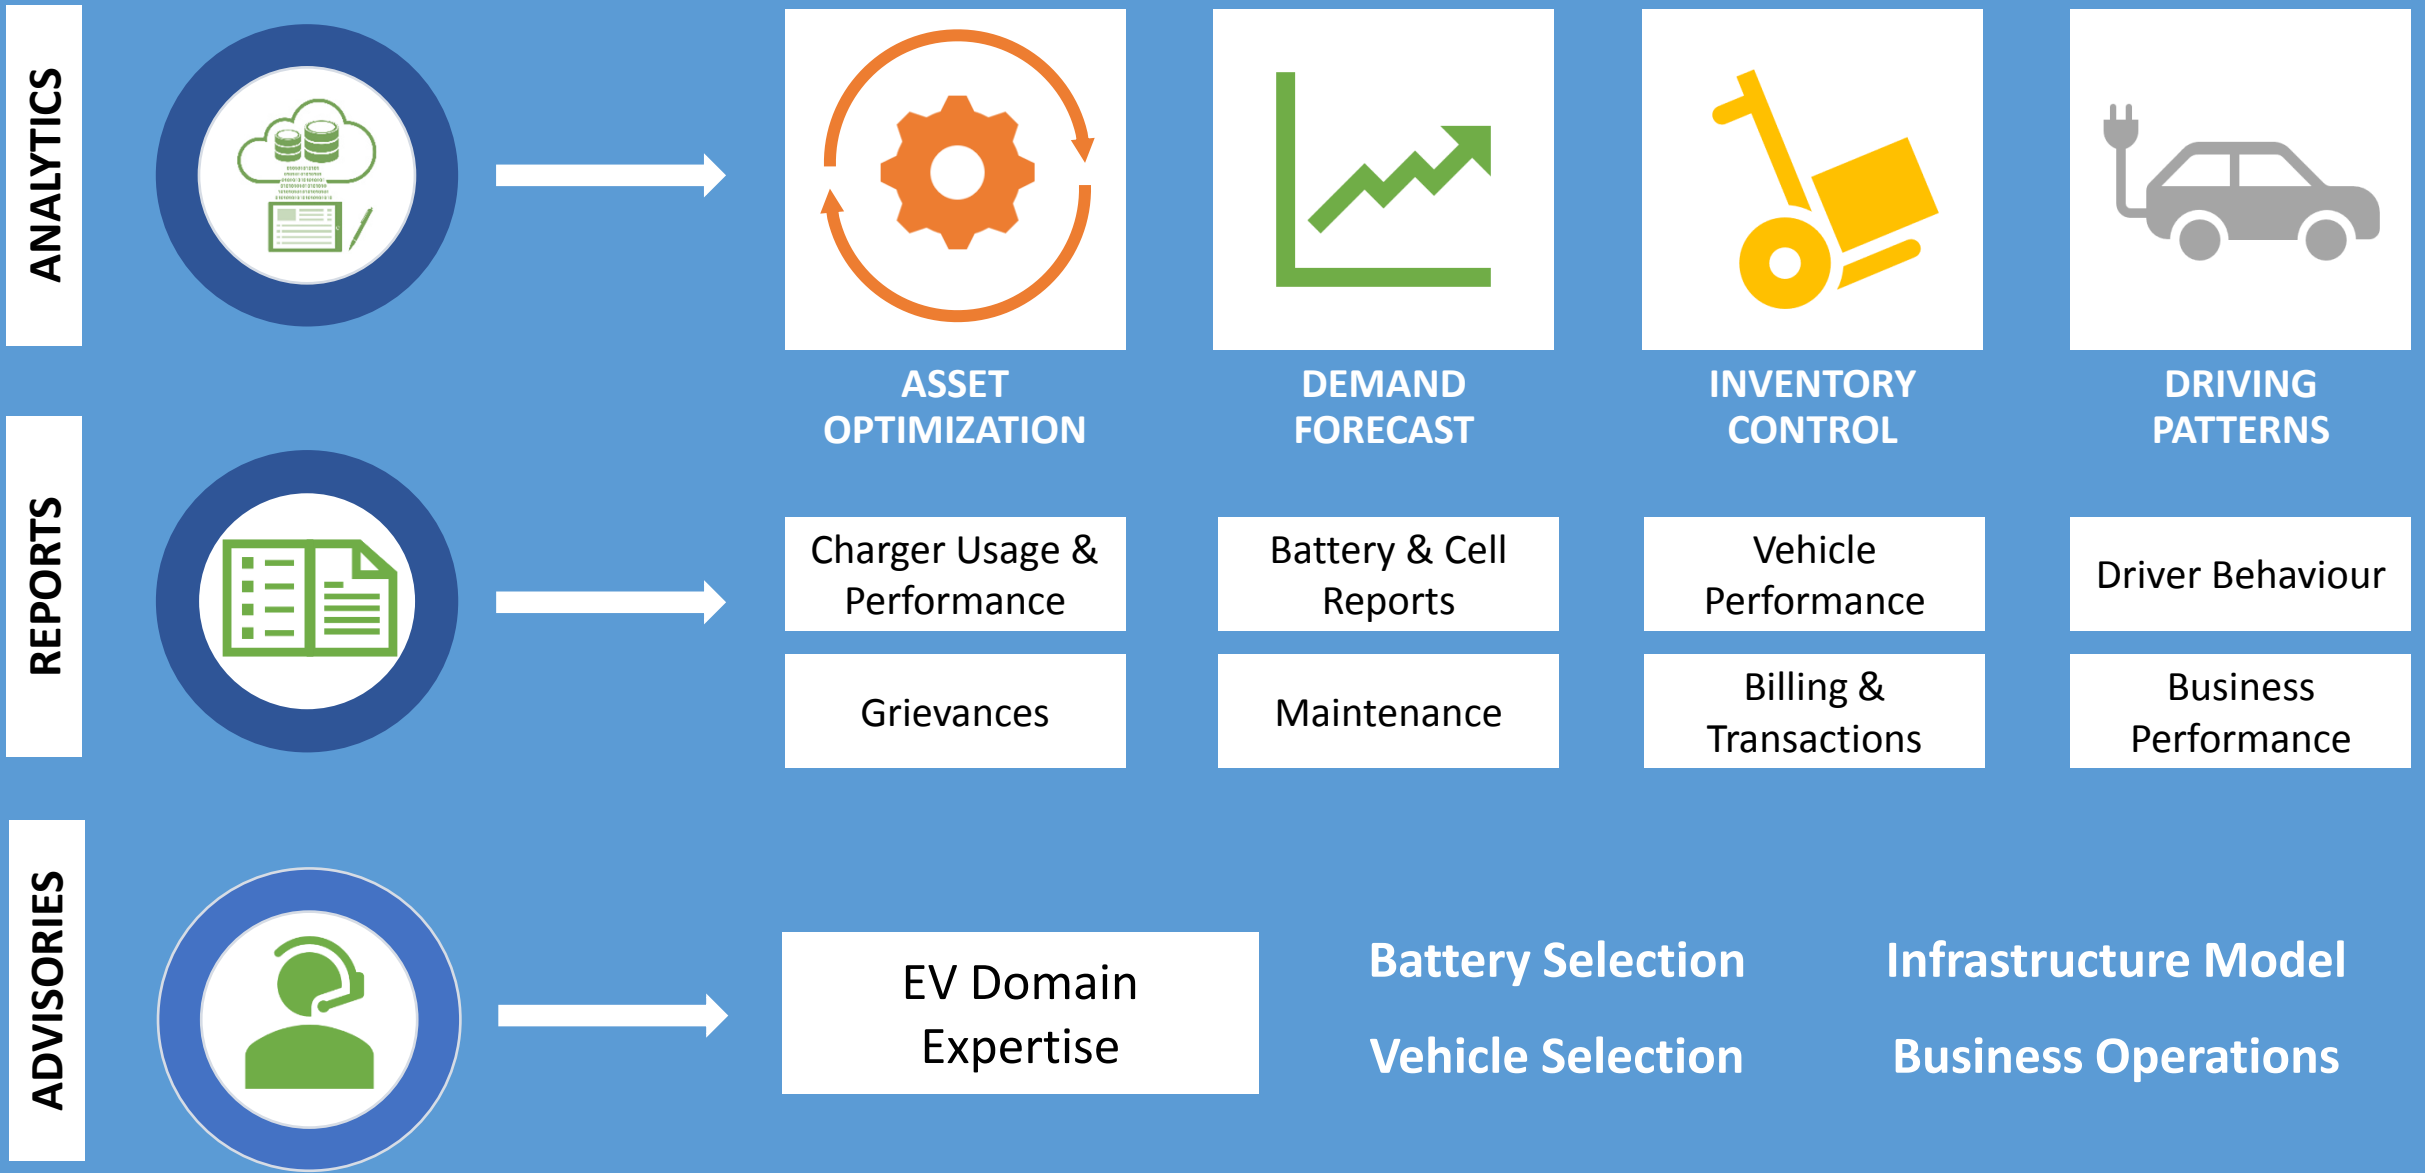 ANALYTICS
ASSET
OPTIMIZATION
DEMAND
FORECAST
INVENTORY
CONTROL
DRIVING
PATTERNS
REPORTS
Charger Usage &
Performance
Battery & Cell
Reports
Vehicle
Performance
Driver Behaviour
Grievances
Maintenance
Billing &
Transactions
Business
Performance
ADVISORIES
EV Domain
Expertise
Battery Selection
Infrastructure Model
Vehicle Selection
Business Operations